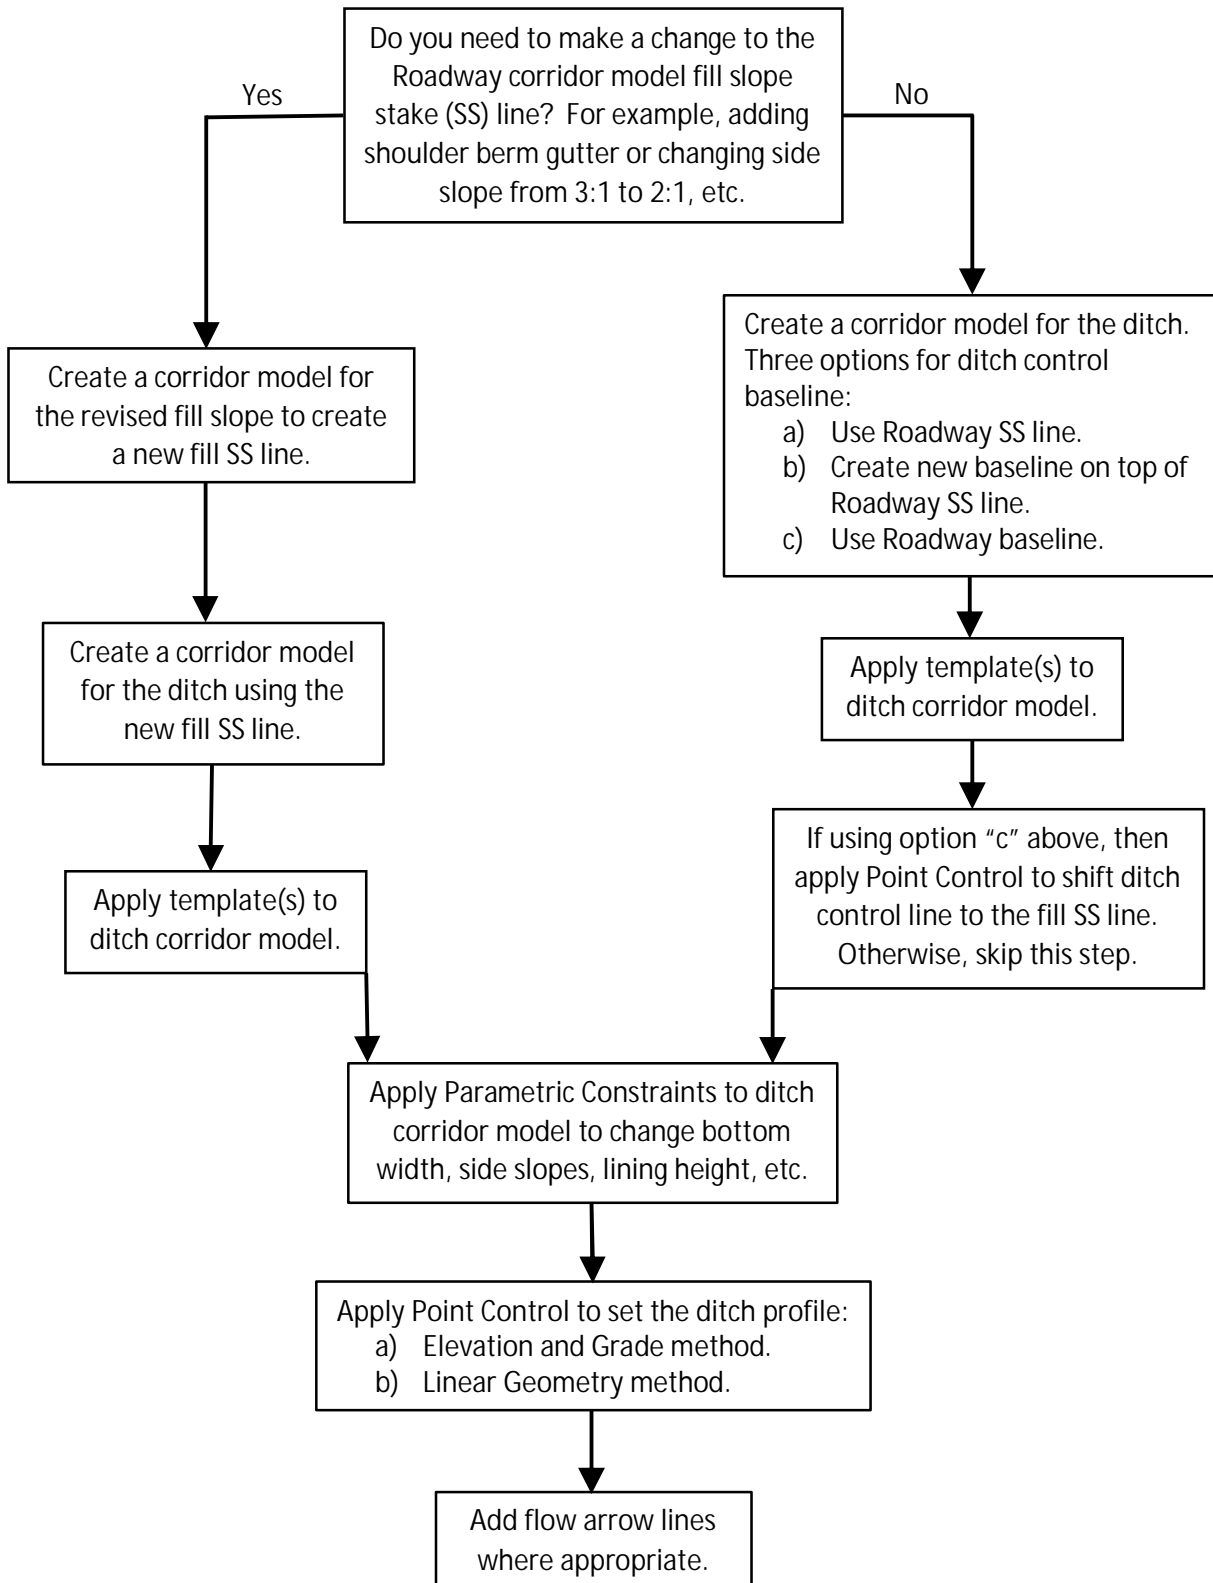 Do you need to make a change to the
Roadway corridor model fill slope
stake (SS) line? For example, adding
shoulder berm gutter or changing side
slope from 3:1 to 2:1, etc.
Yes
No
Create a corridor model for
the revised fill slope to create
a new fill SS line.
Create a corridor model
for the ditch using the
new fill SS line.
Apply template(s) to
ditch corridor model.
Create a corridor model for the ditch.
Three options for ditch control
baseline:
a) Use Roadway SS line.
b) Create new baseline on top of
Roadway SS line.
c) Use Roadway baseline.
Apply template(s) to
ditch corridor model.
If using option “c” above, then
apply Point Control to shift ditch
control line to the fill SS line.
Otherwise, skip this step.
Apply Parametric Constraints to ditch
corridor model to change bottom
width, side slopes, lining height, etc.
Apply Point Control to set the ditch profile:
a) Elevation and Grade method.
b) Linear Geometry method.
Add flow arrow lines
where appropriate.